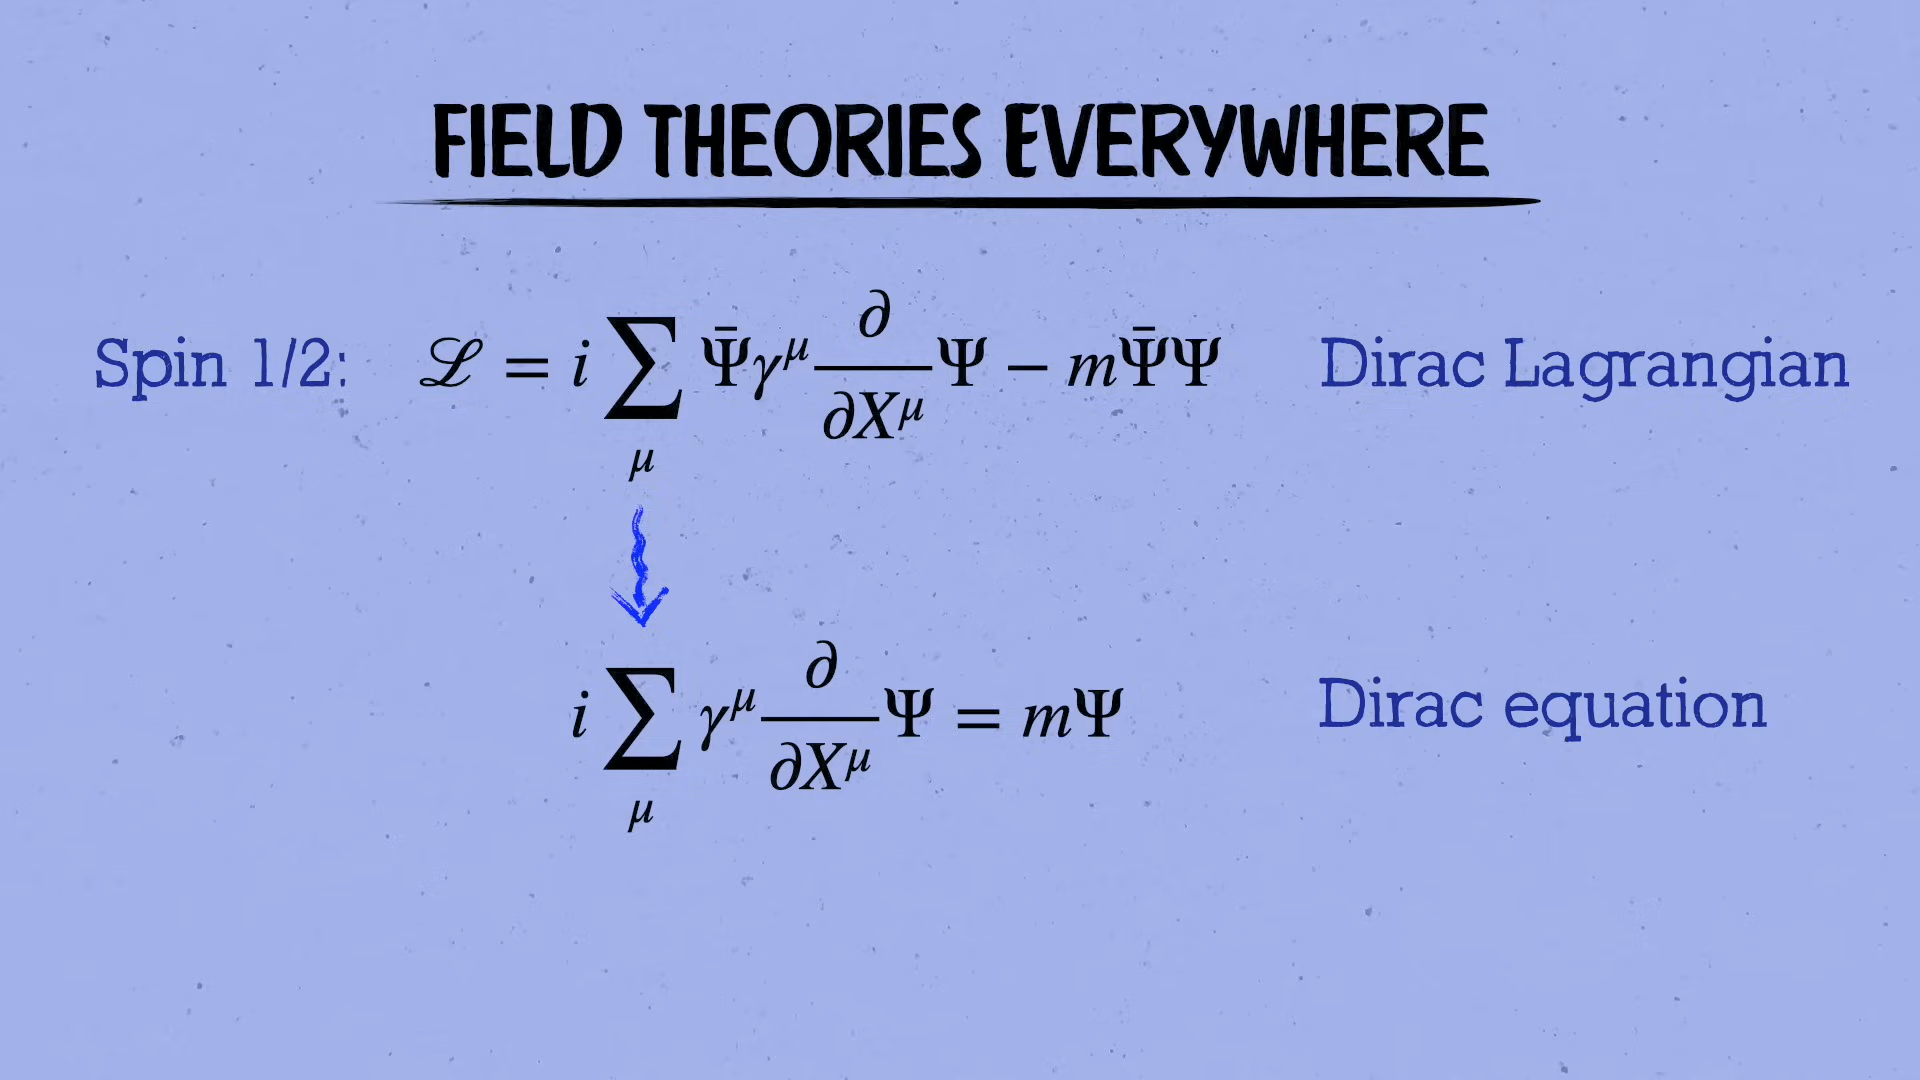 FIELD THEORIES EVERYWHERE
Spin 1/2: ℒ = i ∑_μ Ψ̄γ^μ ∂/∂X^μ Ψ − mΨ̄Ψ Dirac Lagrangian
i ∑_μ γ^μ ∂/∂X^μ Ψ = mΨ Dirac equation